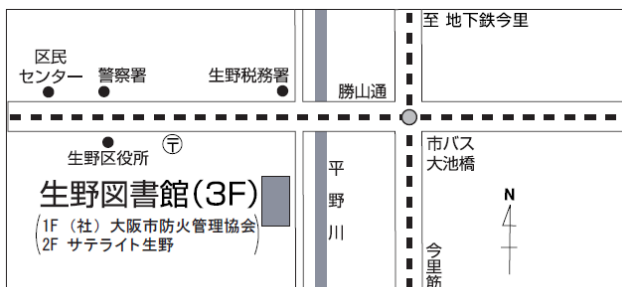 至 地下鉄今里
区民
センター
警察署
生野税務署
勝山通
生野区役所
〒
市バス
大池橋
生野図書館(3F)
1F （社）大阪市防火管理協会
2F サテライト生野
平野川
N
今里筋